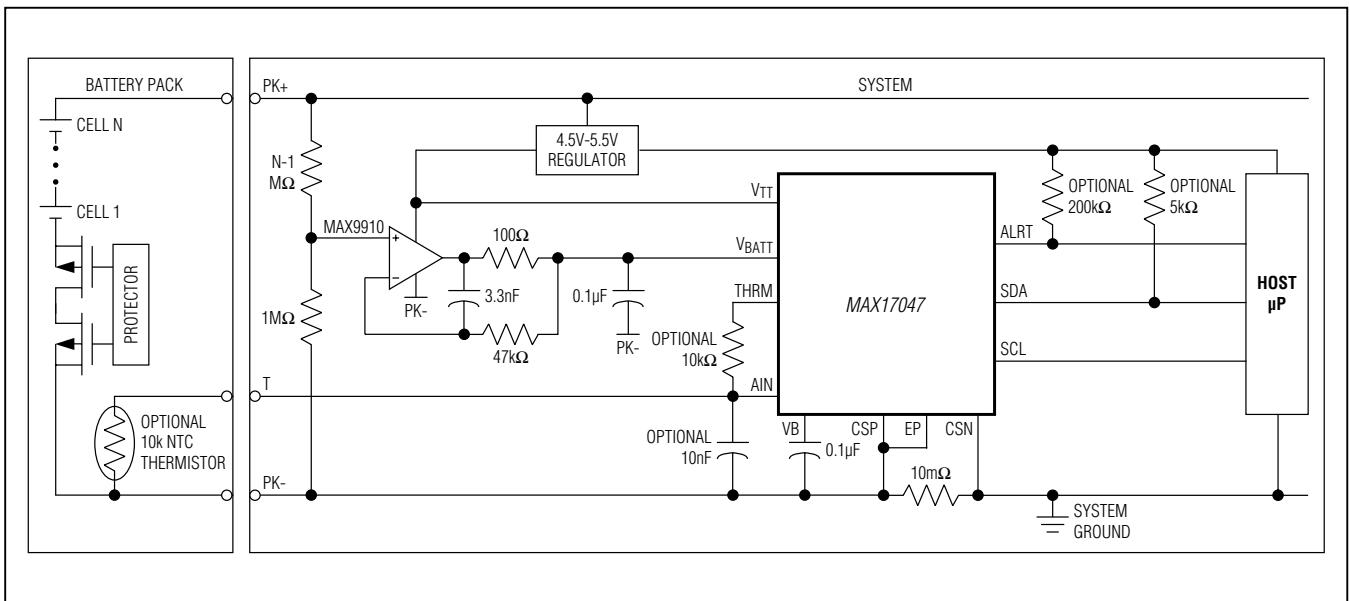 BATTERY PACK
CELL N
CELL 1
PROTECTOR
OPTIONAL
10k NTC
THERMISTOR
PK+
T
PK-
SYSTEM
N-1
MΩ
1MΩ
4.5V-5.5V
REGULATOR
MAX9910
+
−
PK-
100Ω
3.3nF
47kΩ
0.1µF
PK-
OPTIONAL
10kΩ
OPTIONAL
10nF
VTT
VBATT
THRM
AIN
MAX17047
VB
CSP
EP
CSN
0.1µF
10mΩ
ALRT
SDA
SCL
OPTIONAL
200kΩ
OPTIONAL
5kΩ
HOST
µP
SYSTEM
GROUND